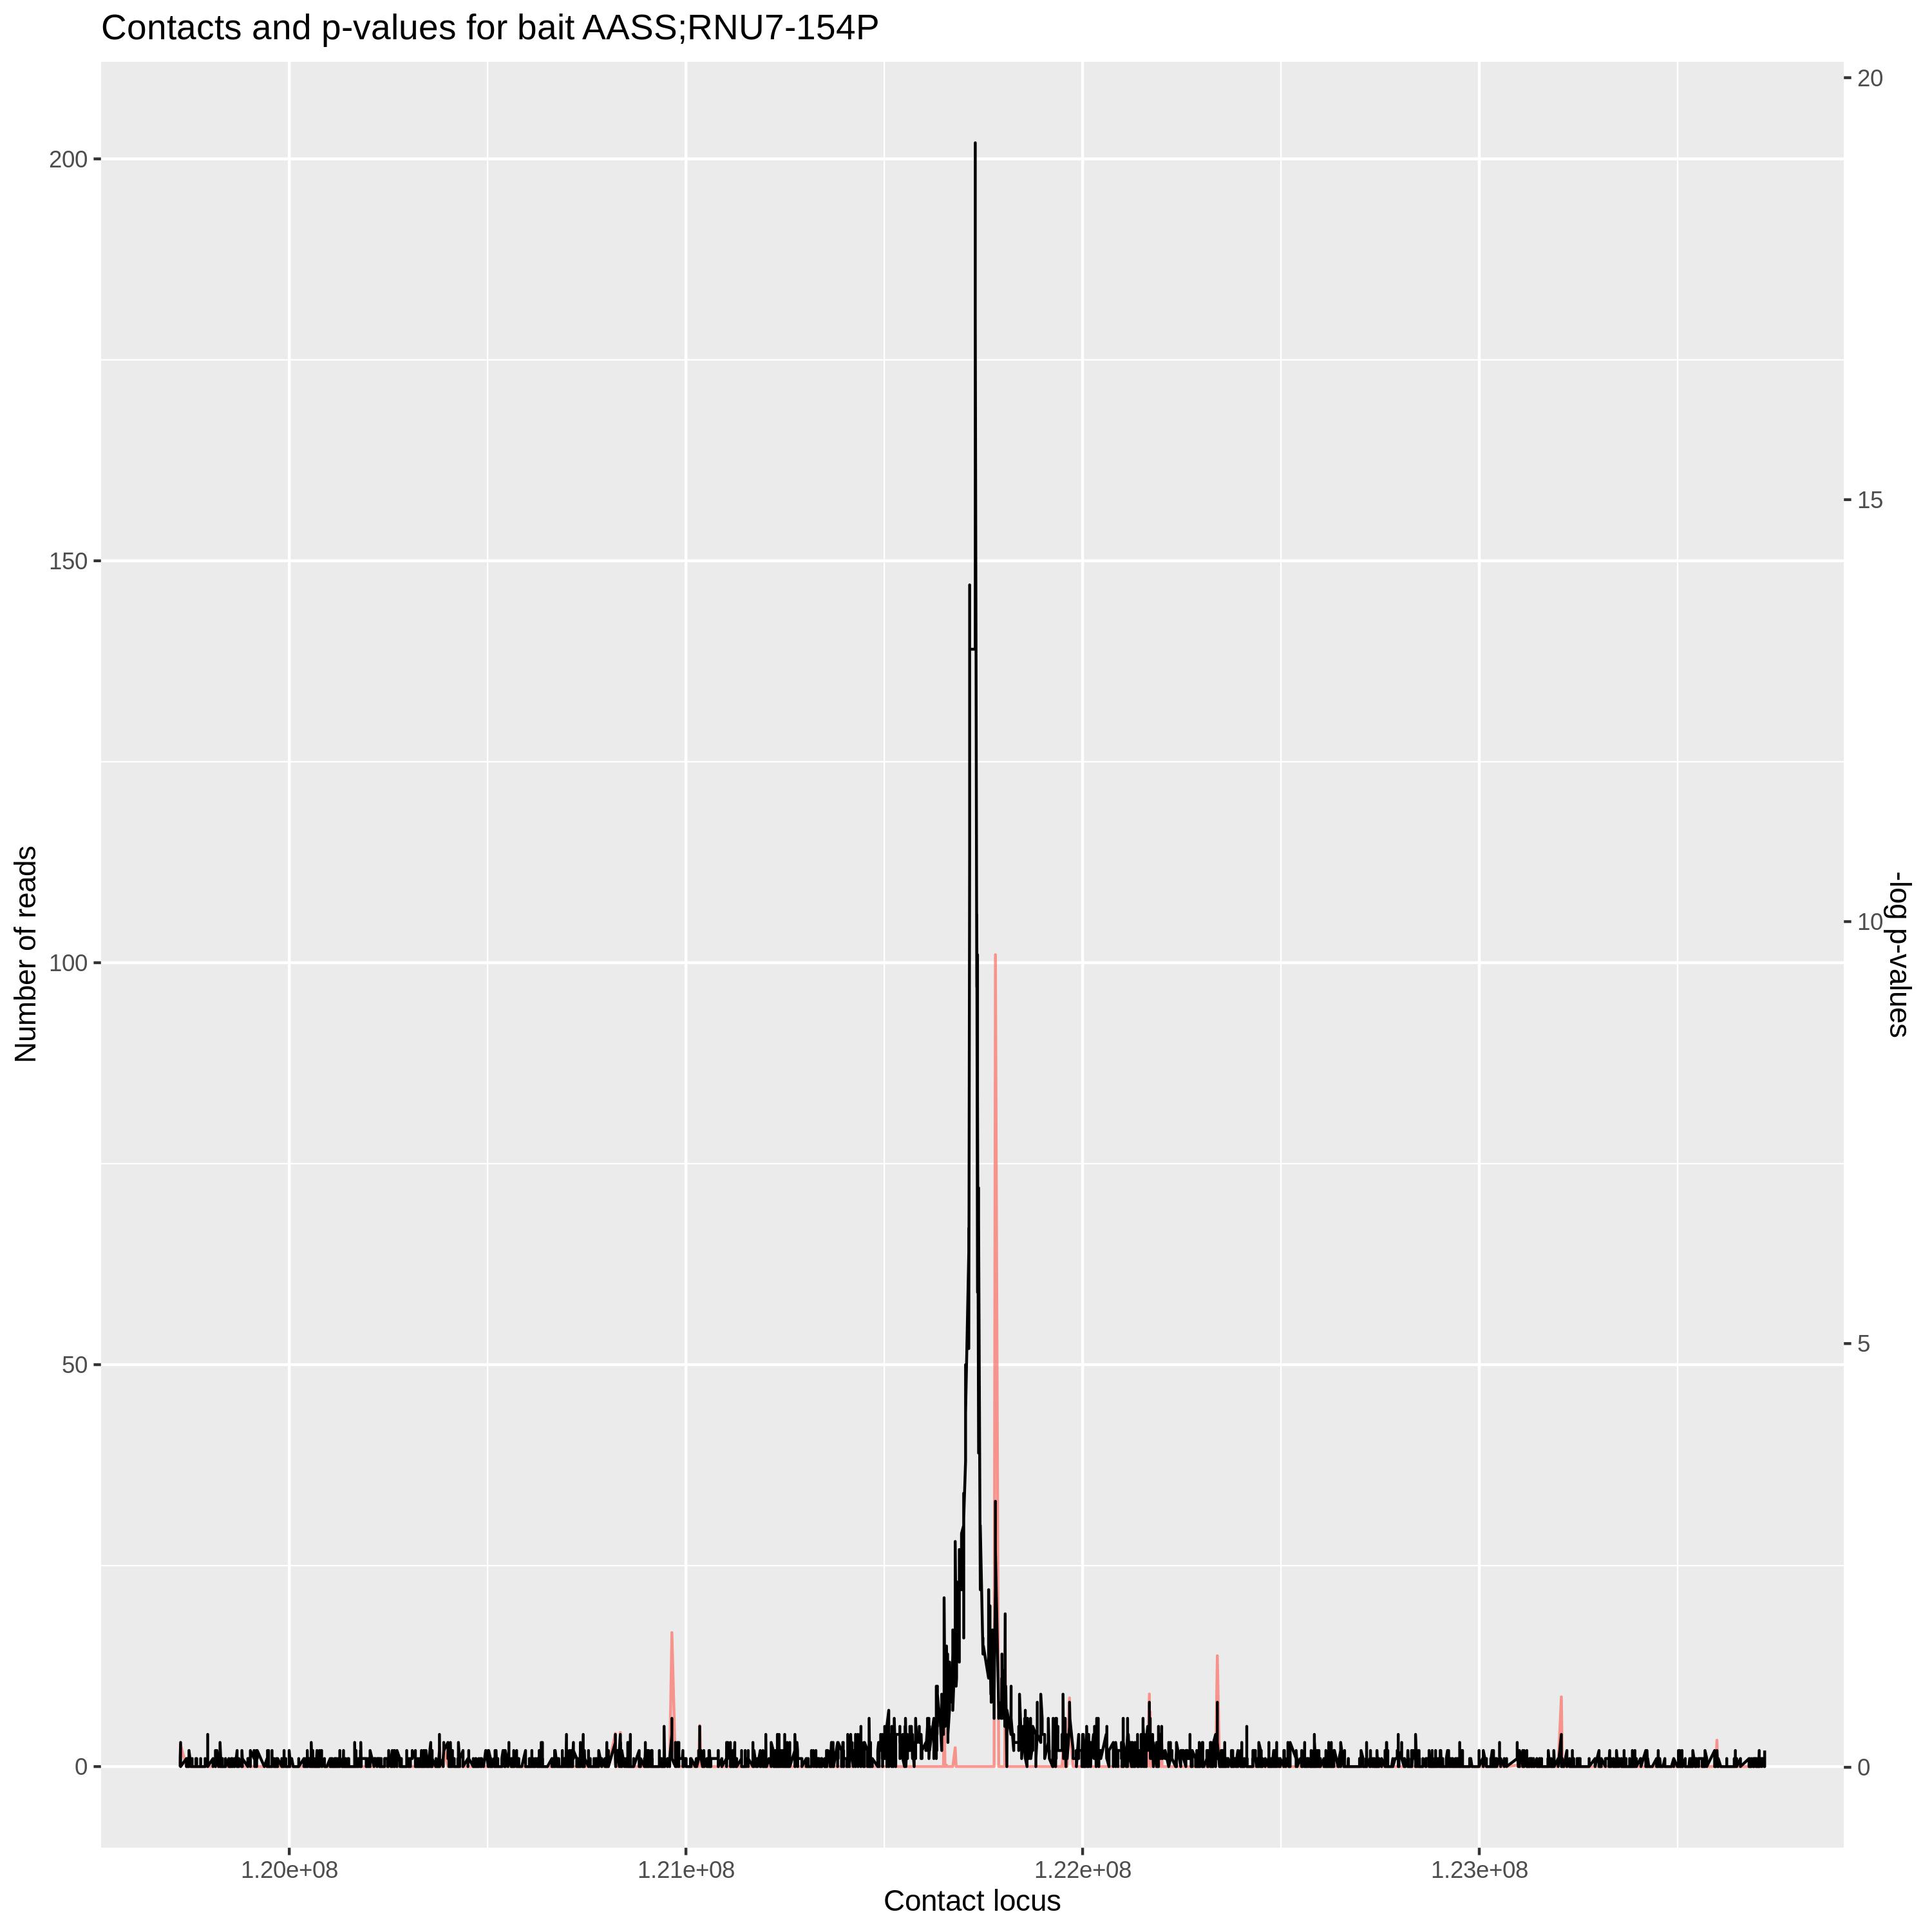 Contacts and p-values for bait AASS;RNU7-154P
200
150
100
50
0
Number of reads
20
15
10
5
0
-log p-values
1.20e+08
1.21e+08
1.22e+08
1.23e+08
Contact locus